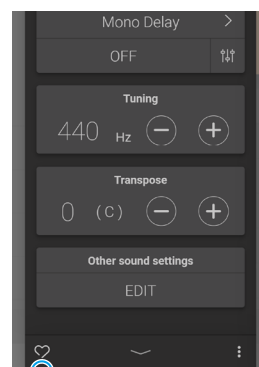 Mono Delay
OFF
Tuning
440 Hz
Transpose
0 (C)
Other sound settings
EDIT